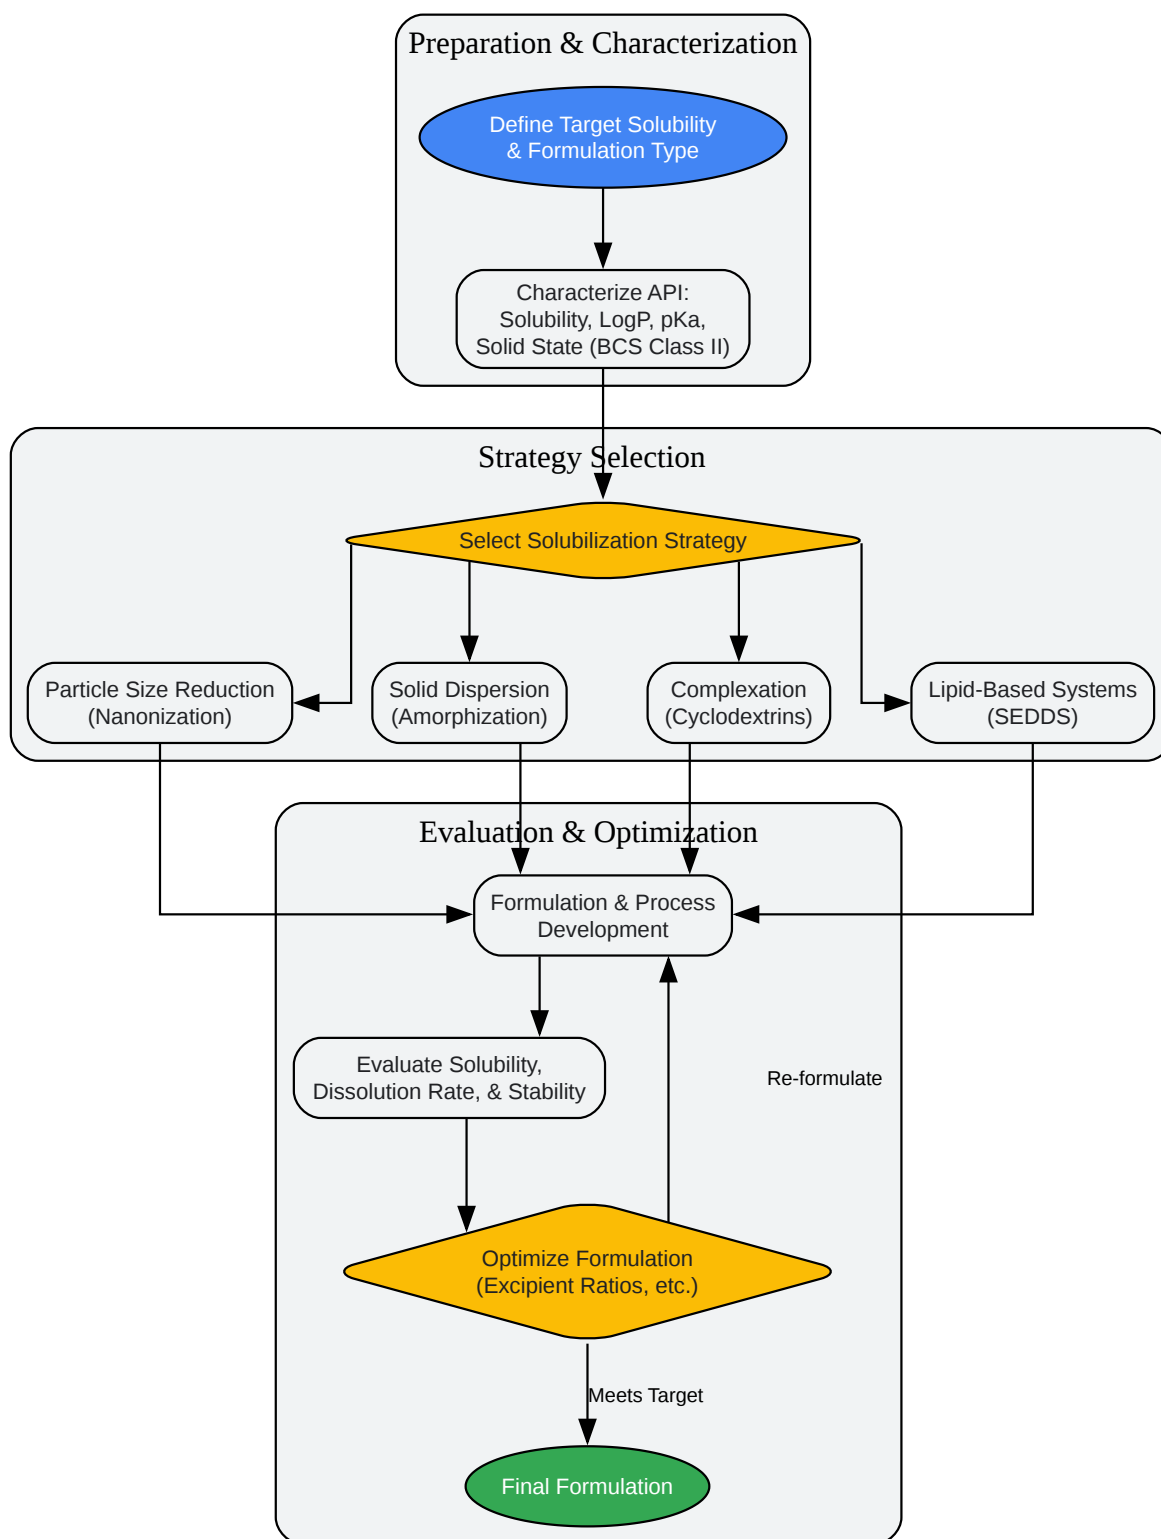 Preparation & Characterization
Define Target Solubility
& Formulation Type
Characterize API:
Solubility, LogP, pKa,
Solid State (BCS Class II)
Strategy Selection
Select Solubilization Strategy
Particle Size Reduction
(Nanonization)
Solid Dispersion
(Amorphization)
Complexation
(Cyclodextrins)
Lipid-Based Systems
(SEDDS)
Evaluation & Optimization
Formulation & Process
Development
Evaluate Solubility,
Dissolution Rate, & Stability
Re-formulate
Optimize Formulation
(Excipient Ratios, etc.)
Meets Target
Final Formulation